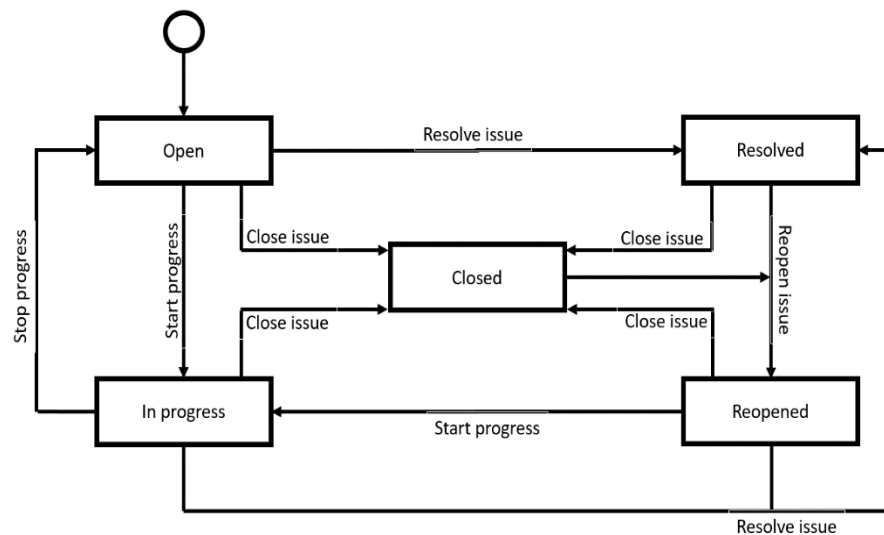 Resolve issue
Open
Resolved
Close issue
Close issue
Stop progress
Start progress
Reopen issue
Closed
Close issue
Close issue
In progress
Reopened
Start progress
Resolve issue